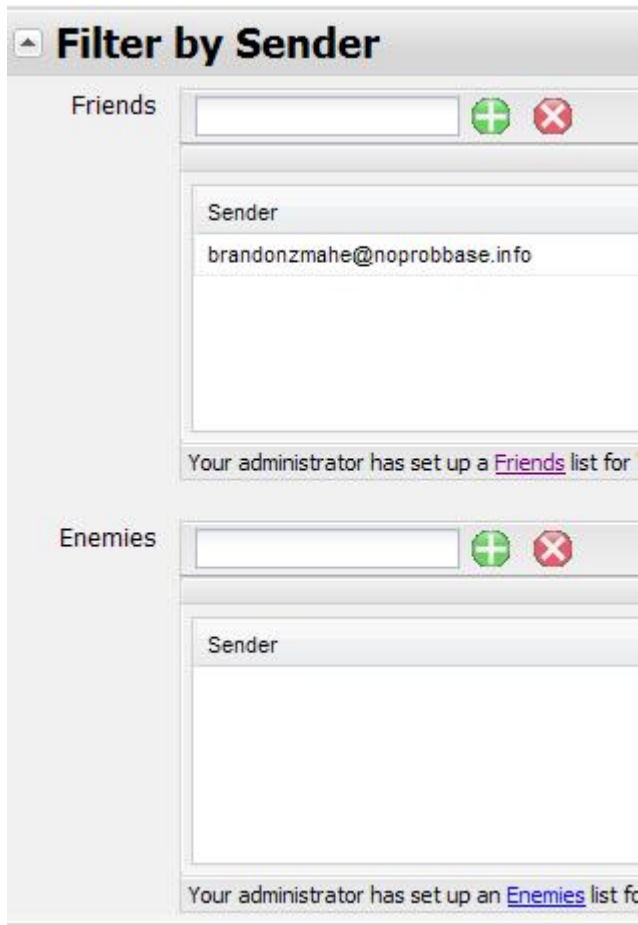 Filter by Sender
Friends
Sender
brandonzmahe@noprobbase.info
Your administrator has set up a Friends list for
Enemies
Sender
Your administrator has set up an Enemies list